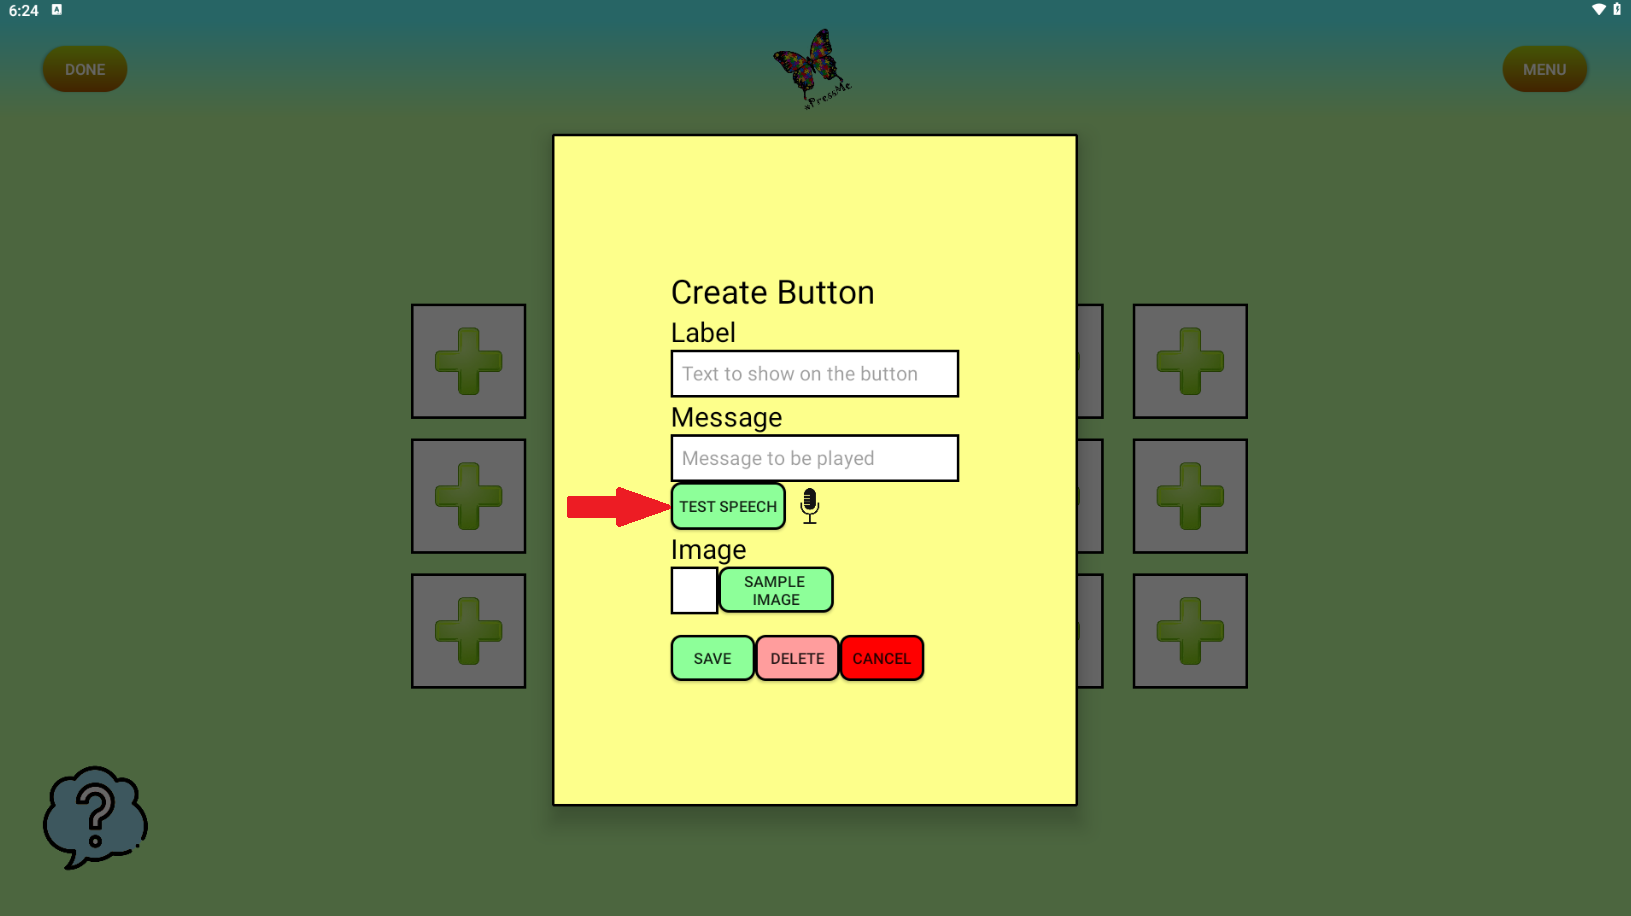 6:24
DONE
xPressMe
MENU
Create Button
Label
Text to show on the button
Message
Message to be played
TEST SPEECH
Image
SAMPLE
IMAGE
SAVE
DELETE
CANCEL
?